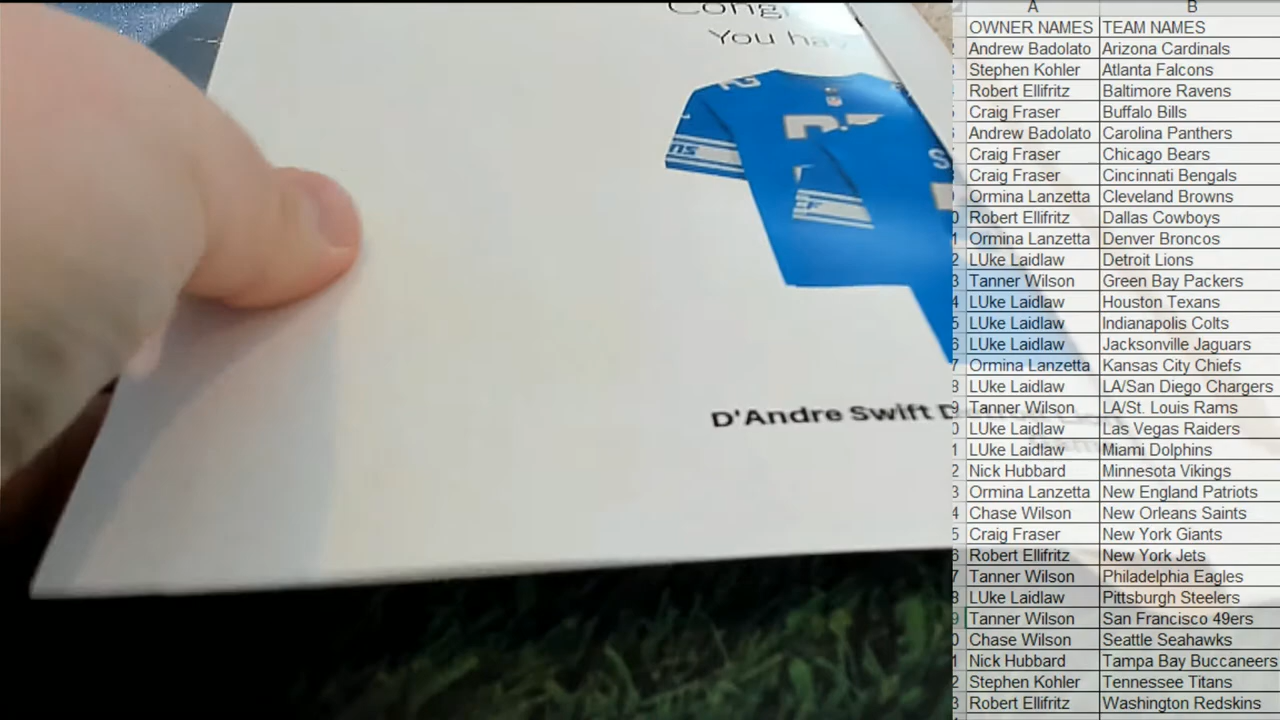 You
D'Andre Swift
A B
OWNER NAMES TEAM NAMES
Andrew Badolato Arizona Cardinals
Stephen Kohler Atlanta Falcons
Robert Ellifritz Baltimore Ravens
Craig Fraser Buffalo Bills
Andrew Badolato Carolina Panthers
Craig Fraser Chicago Bears
Craig Fraser Cincinnati Bengals
Ormina Lanzetta Cleveland Browns
Robert Ellifritz Dallas Cowboys
Ormina Lanzetta Denver Broncos
LUke Laidlaw Detroit Lions
Tanner Wilson Green Bay Packers
LUke Laidlaw Houston Texans
LUke Laidlaw Indianapolis Colts
LUke Laidlaw Jacksonville Jaguars
Ormina Lanzetta Kansas City Chiefs
LUke Laidlaw LA/San Diego Chargers
Tanner Wilson LA/St. Louis Rams
LUke Laidlaw Las Vegas Raiders
LUke Laidlaw Miami Dolphins
Nick Hubbard Minnesota Vikings
Ormina Lanzetta New England Patriots
Chase Wilson New Orleans Saints
Craig Fraser New York Giants
Robert Ellifritz New York Jets
Tanner Wilson Philadelphia Eagles
LUke Laidlaw Pittsburgh Steelers
Tanner Wilson San Francisco 49ers
Chase Wilson Seattle Seahawks
Nick Hubbard Tampa Bay Buccaneers
Stephen Kohler Tennessee Titans
Robert Ellifritz Washington Redskins